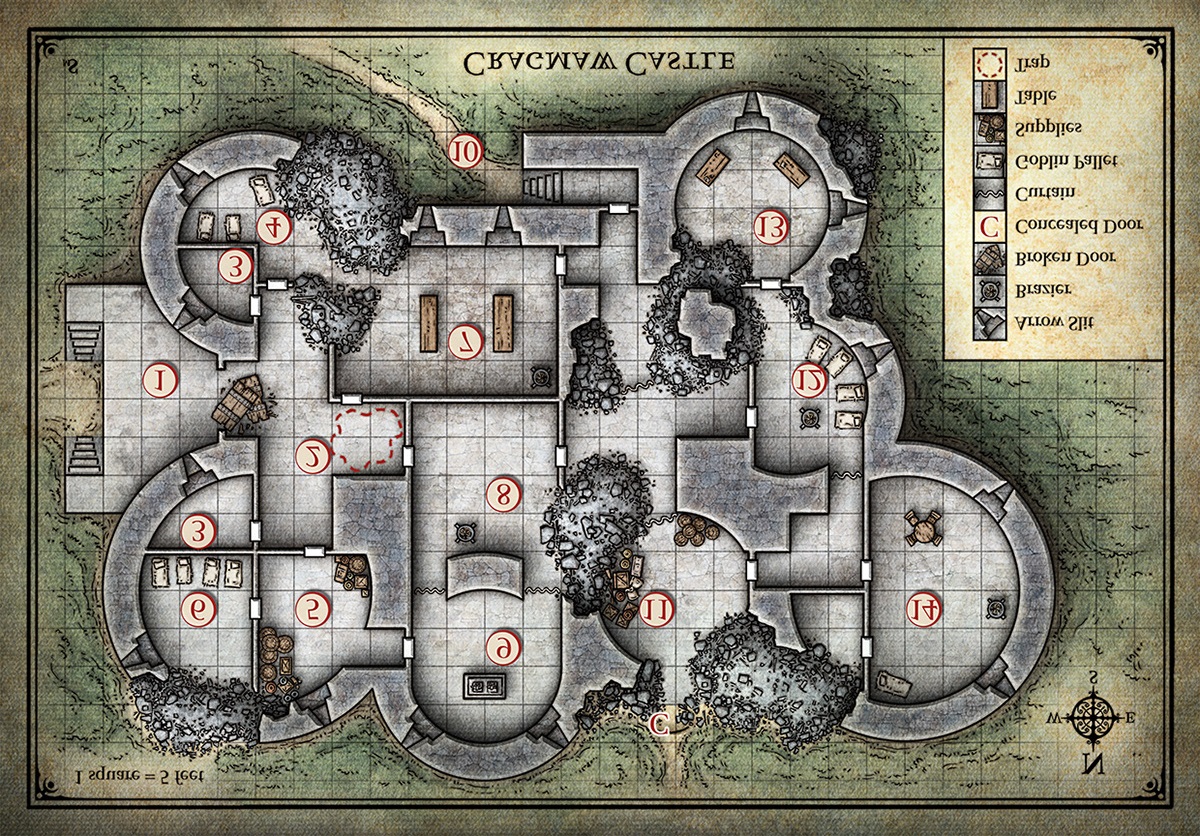 CRAGMAW CASTLE
Trap
Table
Supplies
Goblin Pallet
Curtain
C Concealed Door
Broken Door
Brazier
Arrow Slit
10
4
13
3
7
1
12
2
8
3
6
5
11
14
9
C
S
W E
N
1 square = 5 feet